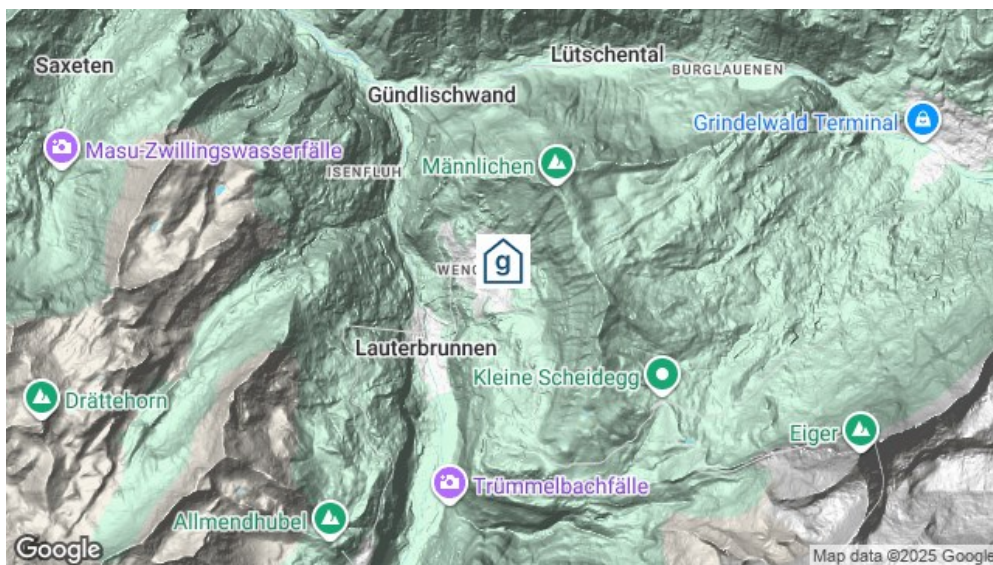 Saxeten
Lütschental
BURGLAUENEN
Gündlischwand
Grindelwald Terminal
Masu-Zwillingswasserfälle
Männlichen
ISENFLUH
g
WENG
Lauterbrunnen
Kleine Scheidegg
Drättehorn
Eiger
Trümmelbachfälle
Allmendhubel
Google
Map data ©2025 Google